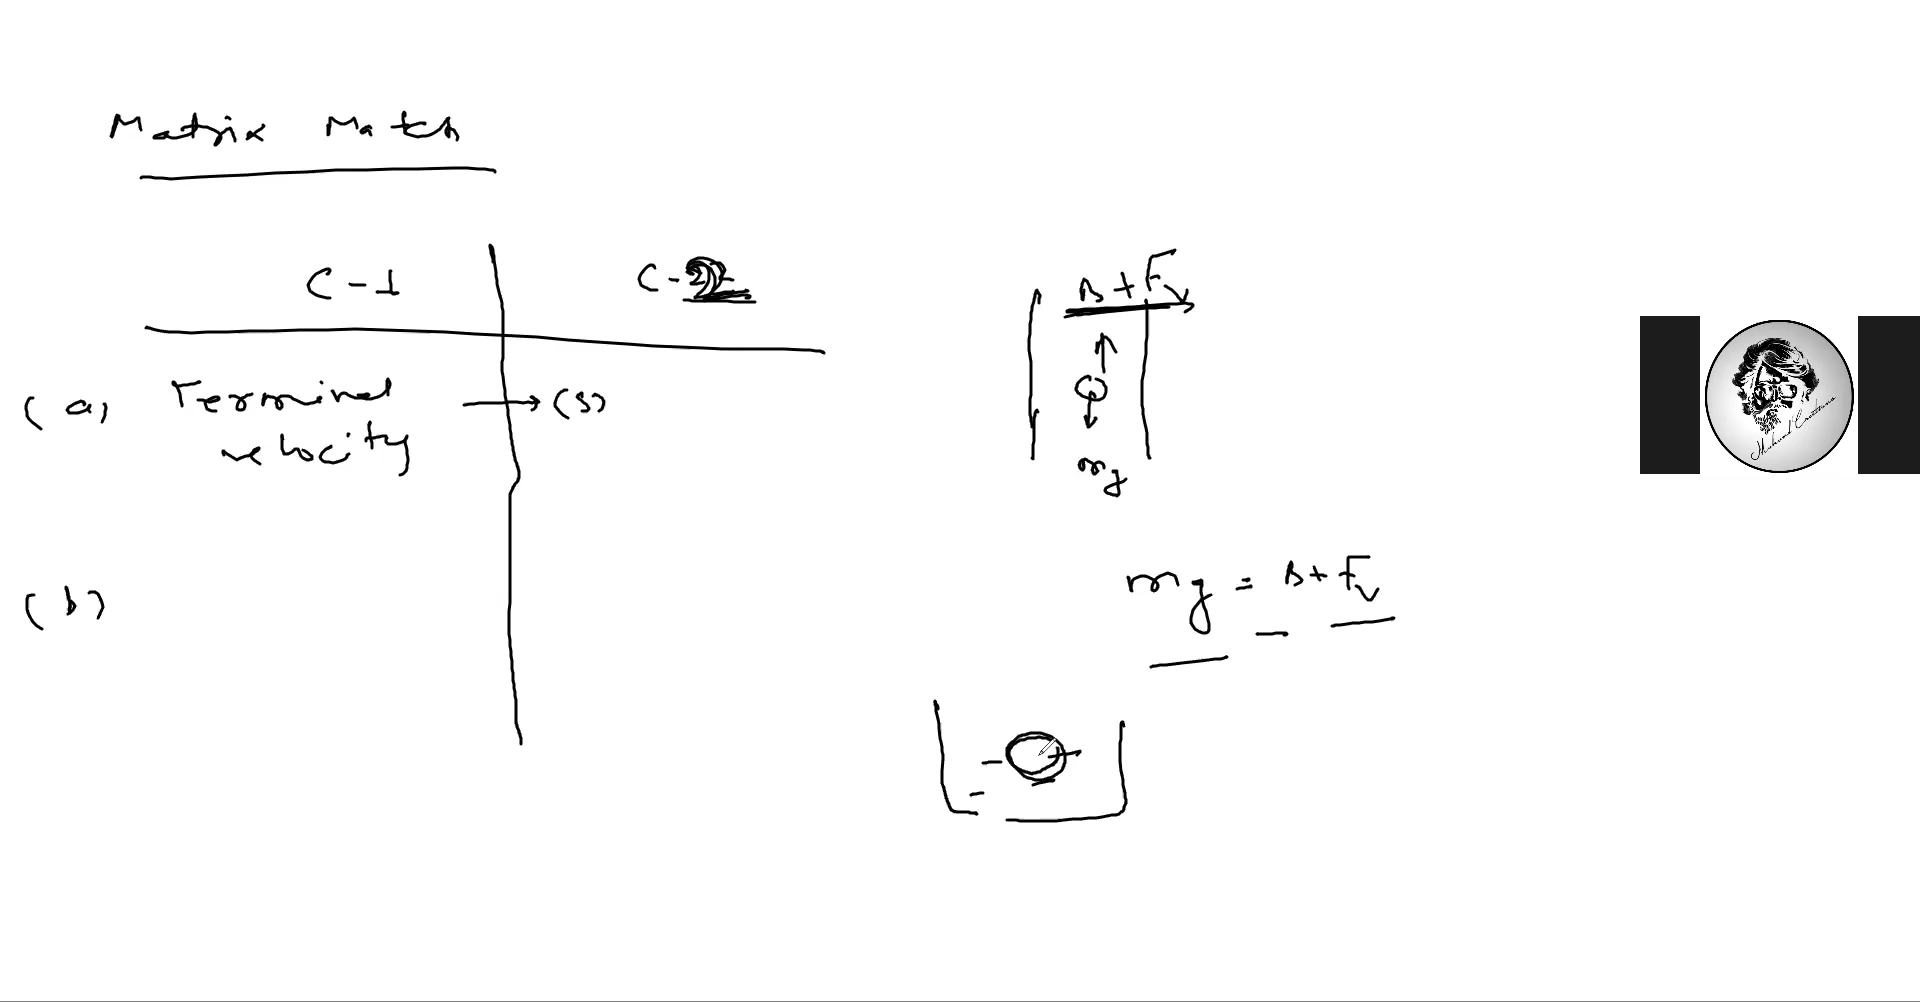 Matrix Match
C-1
C-2
(a) Terminal velocity → (s)
(b)
B + Fv
mg
mg = B + Fv